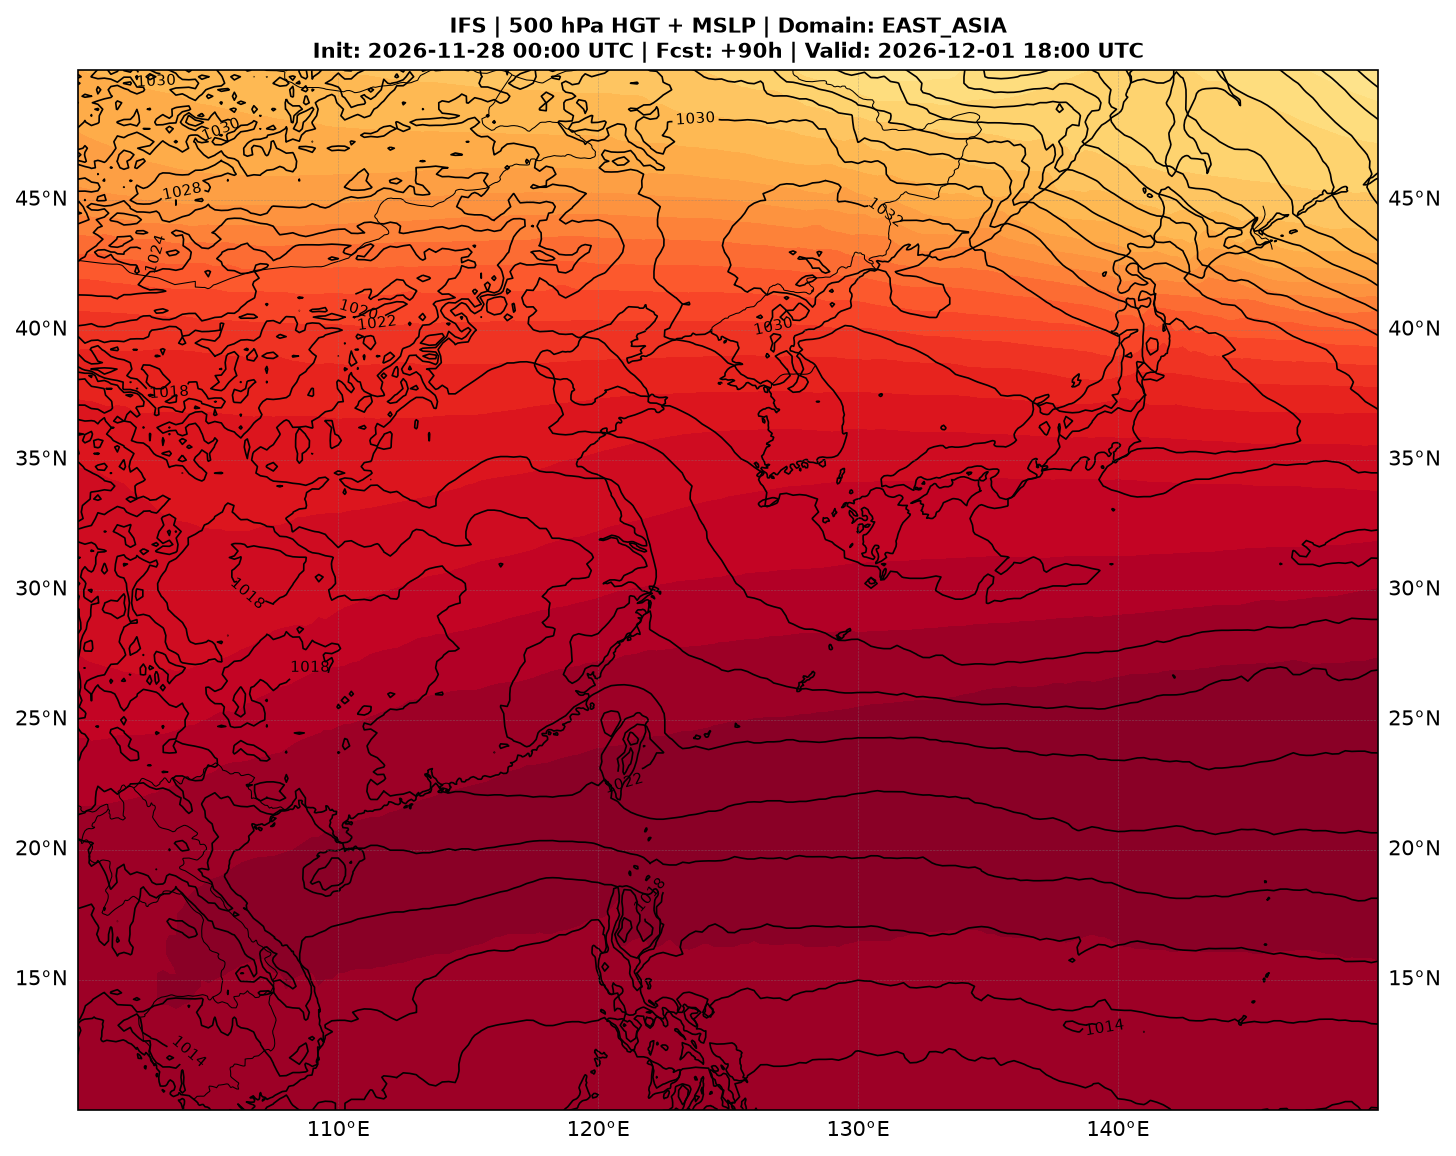 IFS | 500 hPa HGT + MSLP | Domain: EAST_ASIA
Init: 2026-11-28 00:00 UTC | Fcst: +90h | Valid: 2026-12-01 18:00 UTC
1030
1030
1030
1028
1032
1024
1020
1022
1030
1018
1018
1018
1022
1018
1014
1014
45°N
45°N
40°N
40°N
35°N
35°N
30°N
30°N
25°N
25°N
20°N
20°N
15°N
15°N
110°E
120°E
130°E
140°E